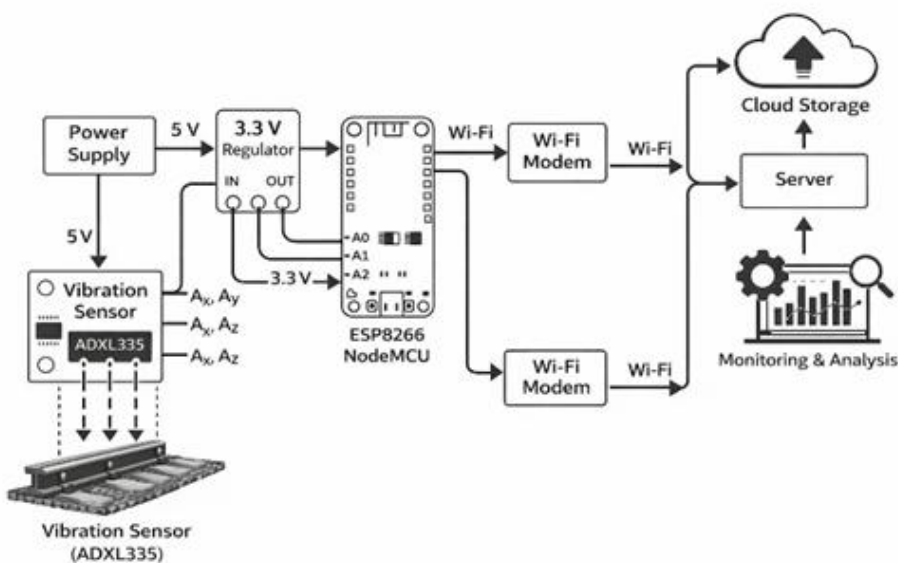 Cloud Storage
Power
Supply
5 V
3.3 V
Regulator
IN OUT
Wi-Fi
Wi-Fi
Modem
Wi-Fi
Server
5 V
A0
A1
A2
3.3 V
ESP8266
NodeMCU
Vibration
Sensor
ADXL335
Ax, Ay
Ax, Az
Ax, Az
Wi-Fi
Modem
Wi-Fi
Monitoring & Analysis
Vibration Sensor
(ADXL335)